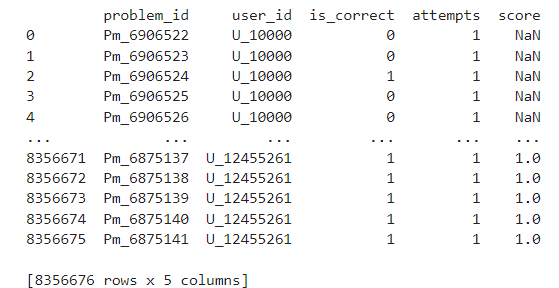 problem_id user_id is_correct attempts score
0 Pm_6906522 U_10000 0 1 NaN
1 Pm_6906523 U_10000 0 1 NaN
2 Pm_6906524 U_10000 1 1 NaN
3 Pm_6906525 U_10000 0 1 NaN
4 Pm_6906526 U_10000 0 1 NaN
... ... ... ... ... ...
8356671 Pm_6875137 U_12455261 1 1 1.0
8356672 Pm_6875138 U_12455261 1 1 1.0
8356673 Pm_6875139 U_12455261 1 1 1.0
8356674 Pm_6875140 U_12455261 1 1 1.0
8356675 Pm_6875141 U_12455261 1 1 1.0
[8356676 rows x 5 columns]